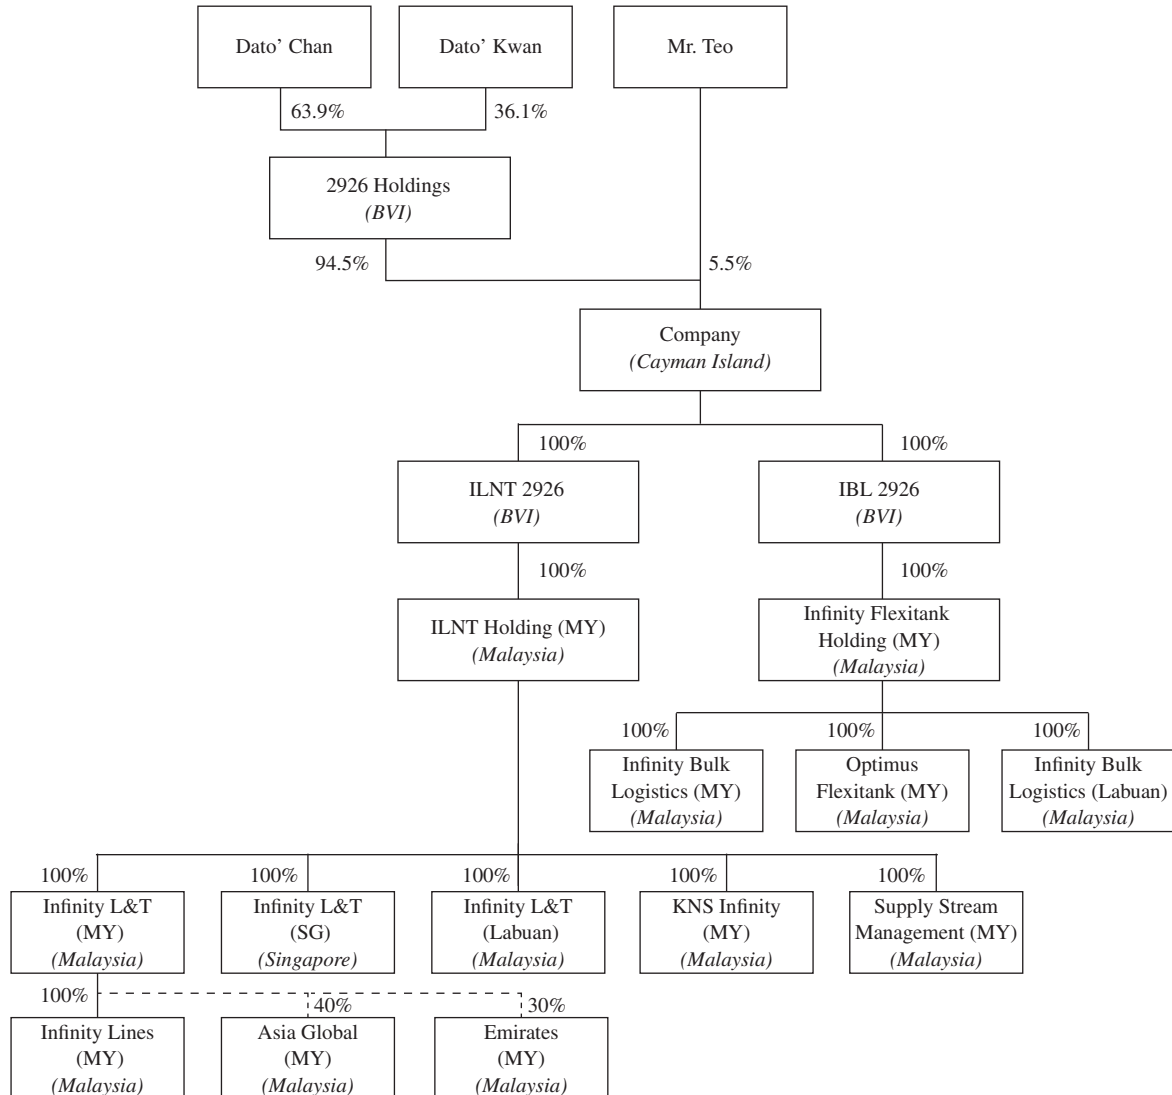 Dato’ Chan
Dato’ Kwan
Mr. Teo
63.9%
36.1%
2926 Holdings
(BVI)
94.5%
5.5%
Company
(Cayman Island)
100%
100%
ILNT 2926
(BVI)
IBL 2926
(BVI)
100%
100%
ILNT Holding (MY)
(Malaysia)
Infinity Flexitank
Holding (MY)
(Malaysia)
100%
100%
100%
Infinity Bulk
Logistics (MY)
(Malaysia)
Optimus
Flexitank (MY)
(Malaysia)
Infinity Bulk
Logistics (Labuan)
(Malaysia)
100%
100%
100%
100%
100%
Infinity L&T
(MY)
(Malaysia)
Infinity L&T
(SG)
(Singapore)
Infinity L&T
(Labuan)
(Malaysia)
KNS Infinity
(MY)
(Malaysia)
Supply Stream
Management (MY)
(Malaysia)
100%
40%
30%
Infinity Lines
(MY)
(Malaysia)
Asia Global
(MY)
(Malaysia)
Emirates
(MY)
(Malaysia)